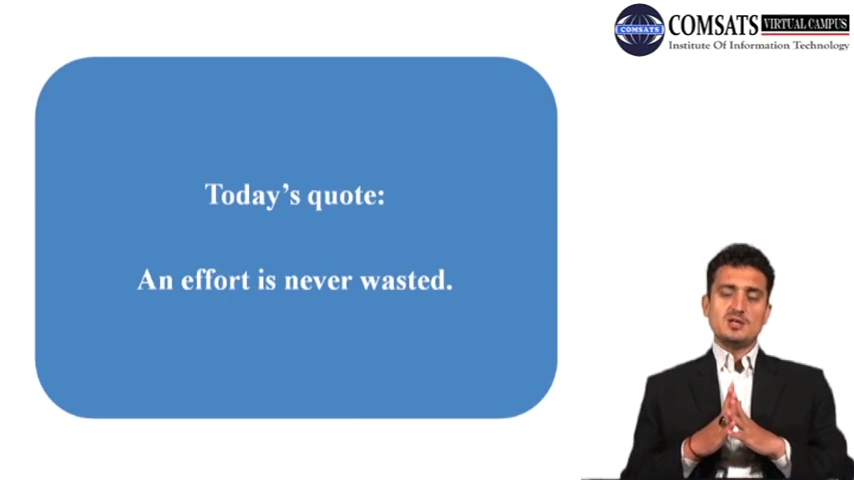 COMSATS VIRTUAL CAMPUS
COMSATS
Institute Of Information Technology
Today's quote:
An effort is never wasted.